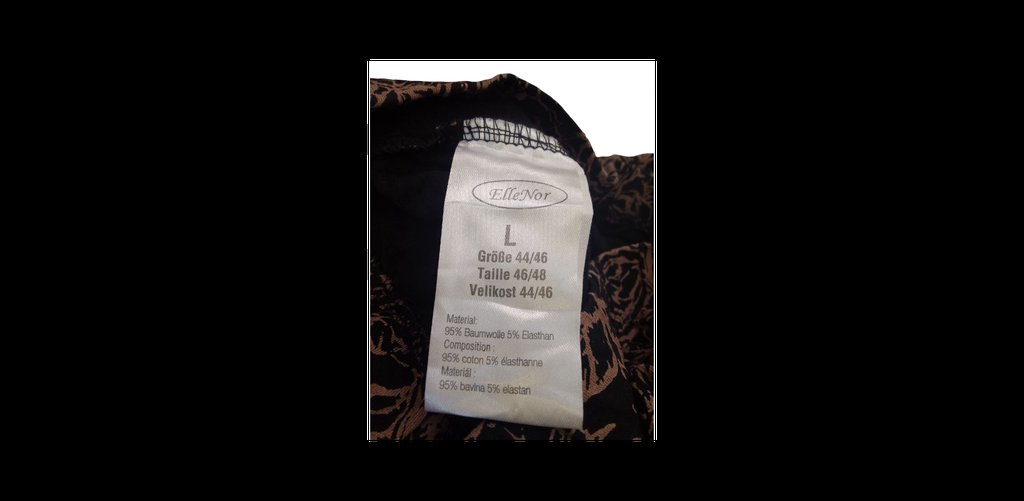 ElleNor
L
Größe 44/46
Taille 46/48
Velikost 44/46
Material:
95% Baumwolle 5% Elasthan
Composition :
95% coton 5% élasthanne
Materiál :
95% bavlna 5% elastan